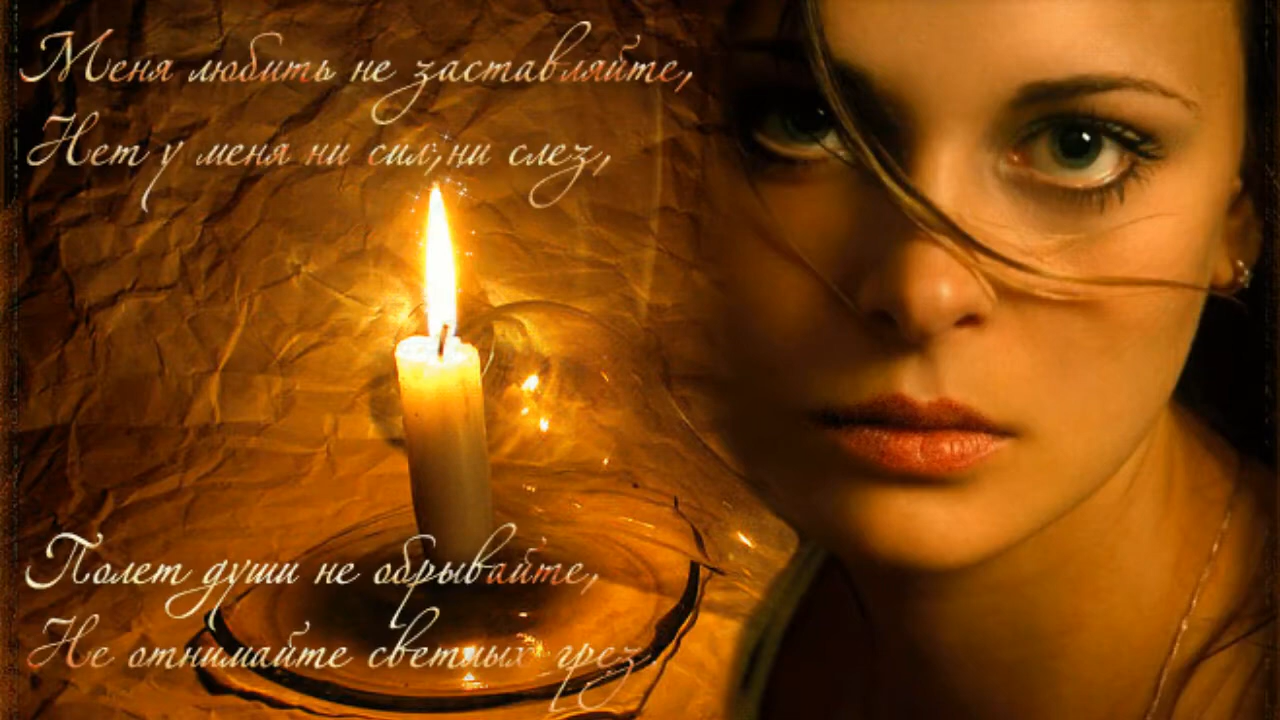 Меня любить не заставляйте,
Нет у меня ни сил,ни слез,
Полет души не обрывайте,
Не отнимайте светлых грез.